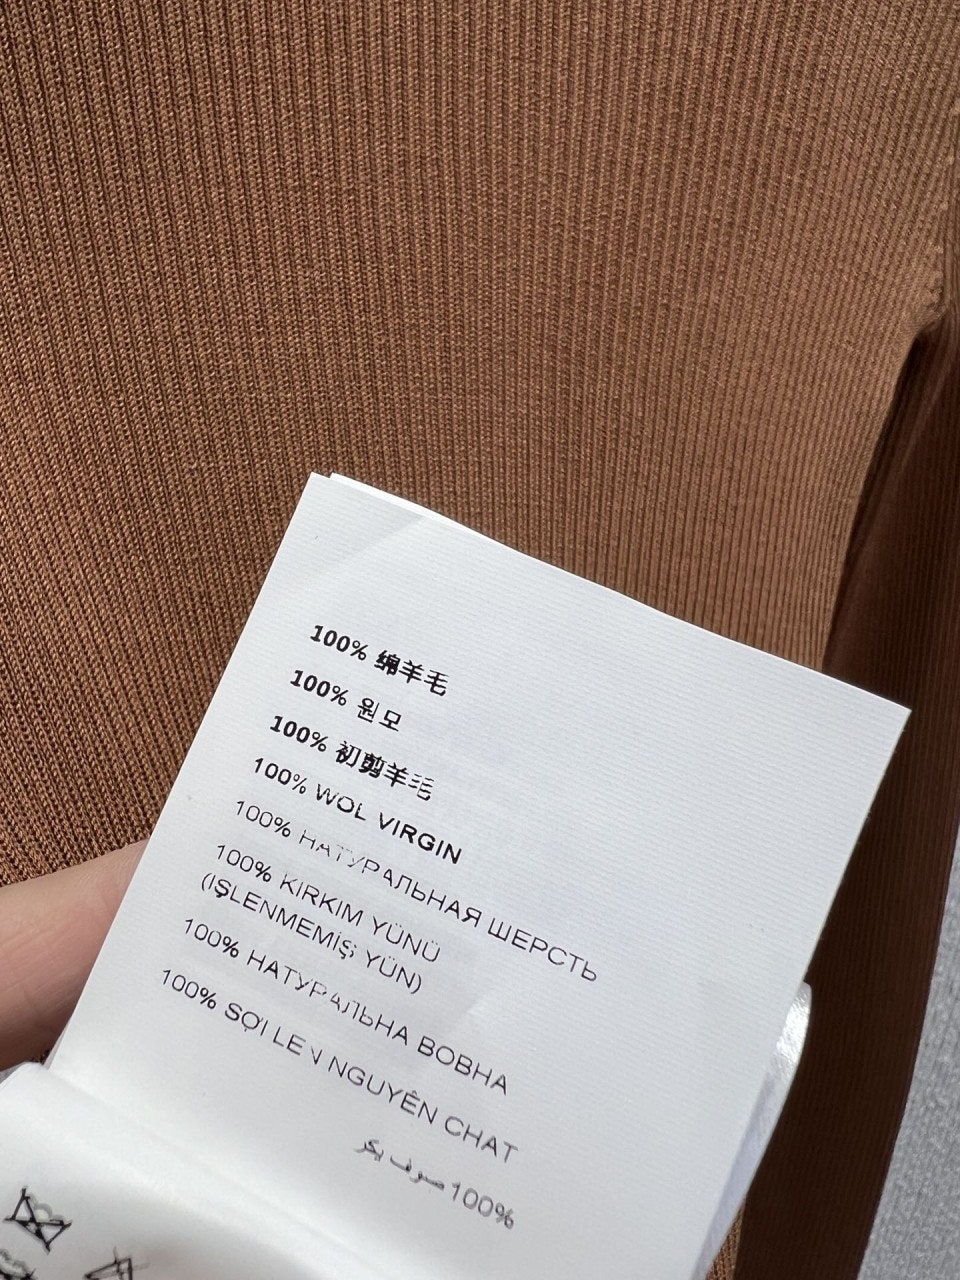 100% 绵羊毛
100% 원모
100% 初剪羊毛
100% WOL VIRGIN
100% НАТУРАЛЬНАЯ ШЕРСТЬ
100% KIRKIM YÜNÜ
(IŞLENMEMİŞ YÜN)
100% НАТУРАЛЬНА ВОВНА
100% SỢI LEN NGUYÊN CHAT
100% صوف بكر